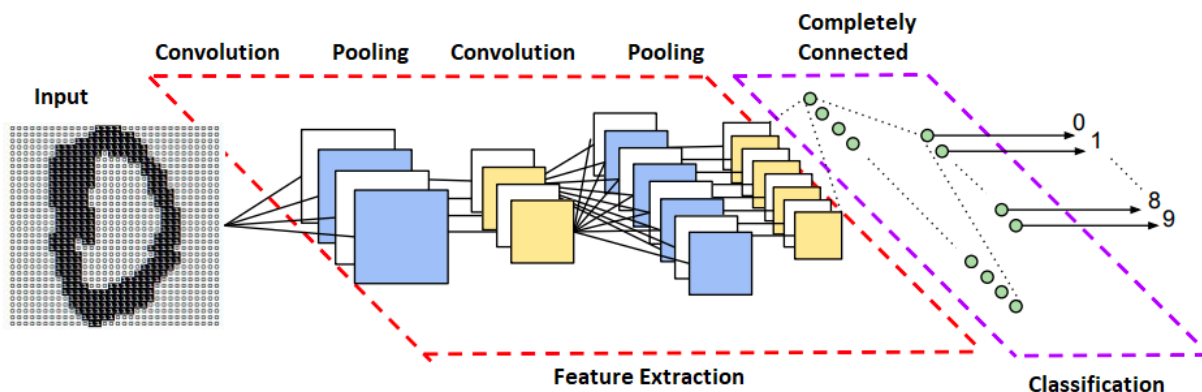 Completely
Connected
Convolution
Pooling
Convolution
Pooling
Input
0
1
8
9
Feature Extraction
Classification